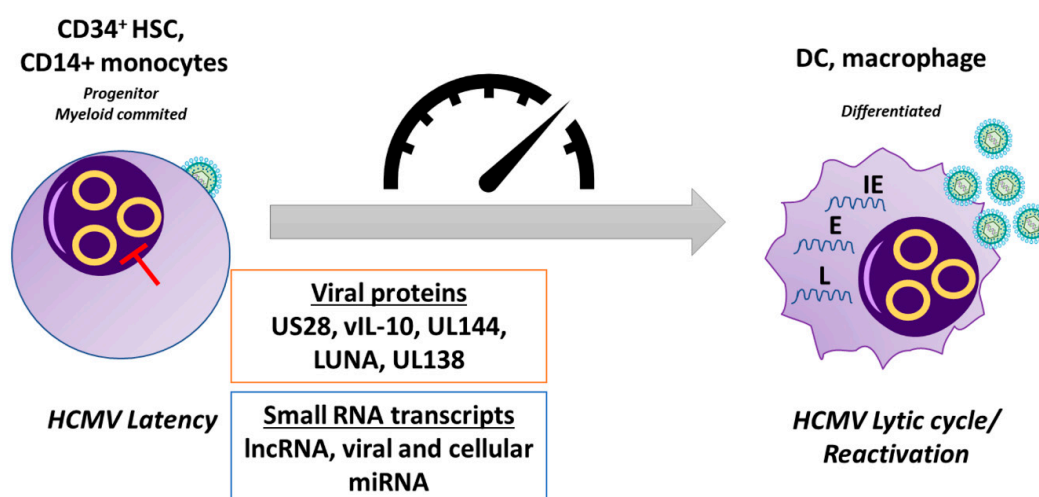 CD34⁺ HSC,
CD14+ monocytes
Progenitor
Myeloid commited
DC, macrophage
Differentiated
IE
E
L
Viral proteins
US28, vIL-10, UL144,
LUNA, UL138
Small RNA transcripts
lncRNA, viral and cellular
miRNA
HCMV Latency
HCMV Lytic cycle/
Reactivation